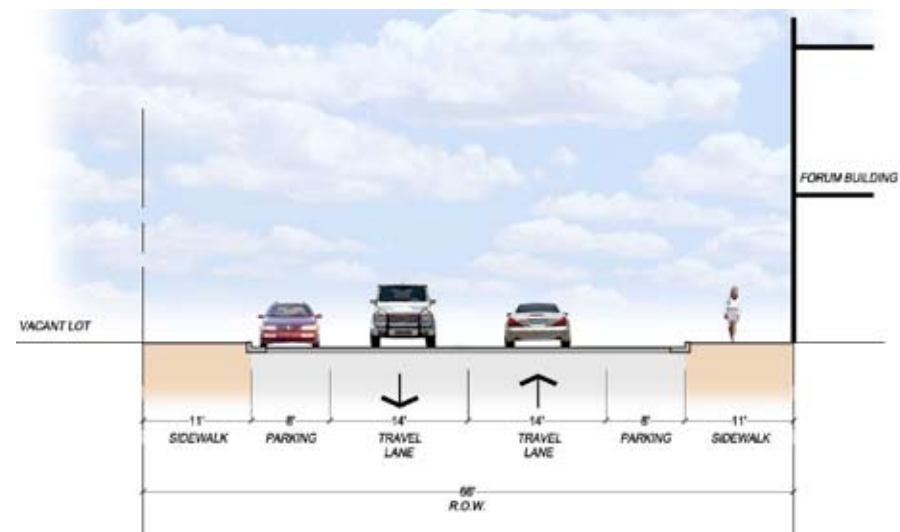 FORUM BUILDING
VACANT LOT
11' 8' 14' 14' 8' 11'
SIDEWALK PARKING TRAVEL LANE TRAVEL LANE PARKING SIDEWALK
66'
R.O.W.